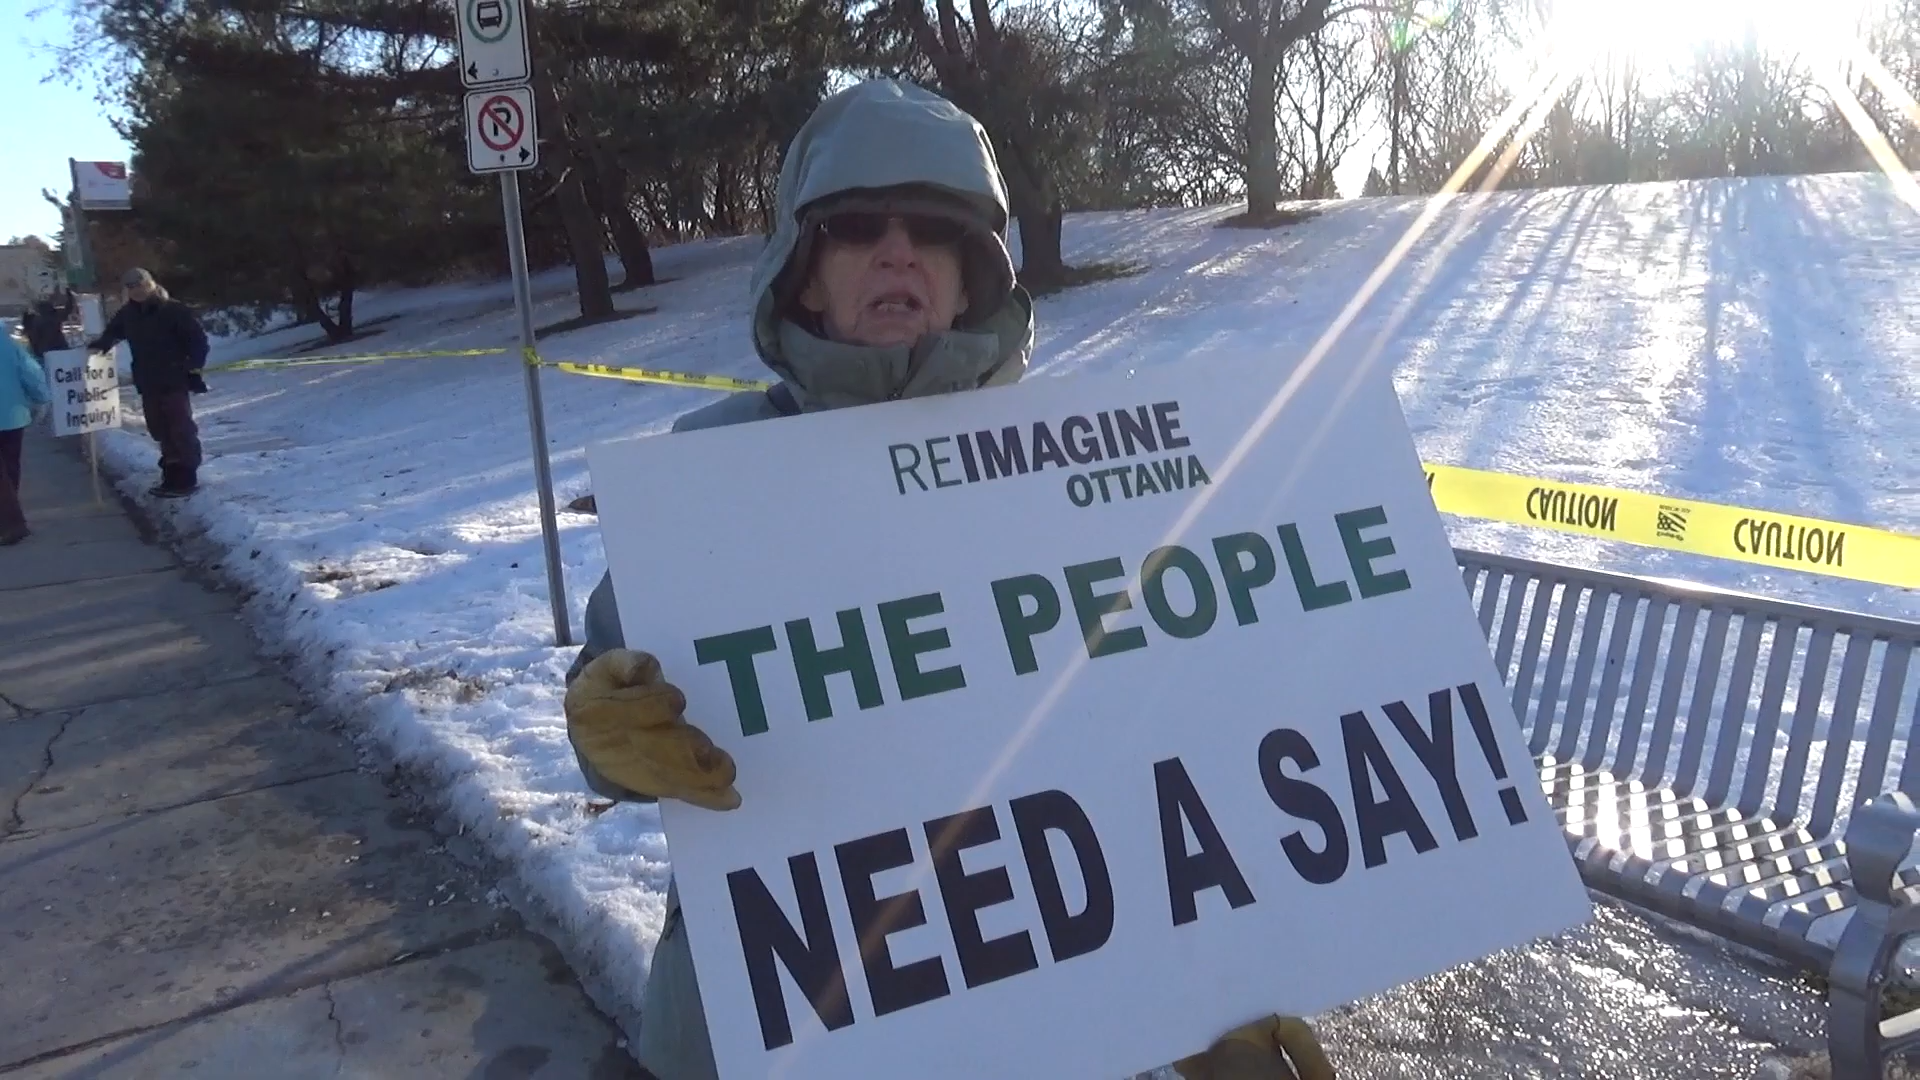 P
Call for a
Public
Inquiry!
REIMAGINE
OTTAWA
THE PEOPLE
NEED A SAY!
CAUTION CAUTION